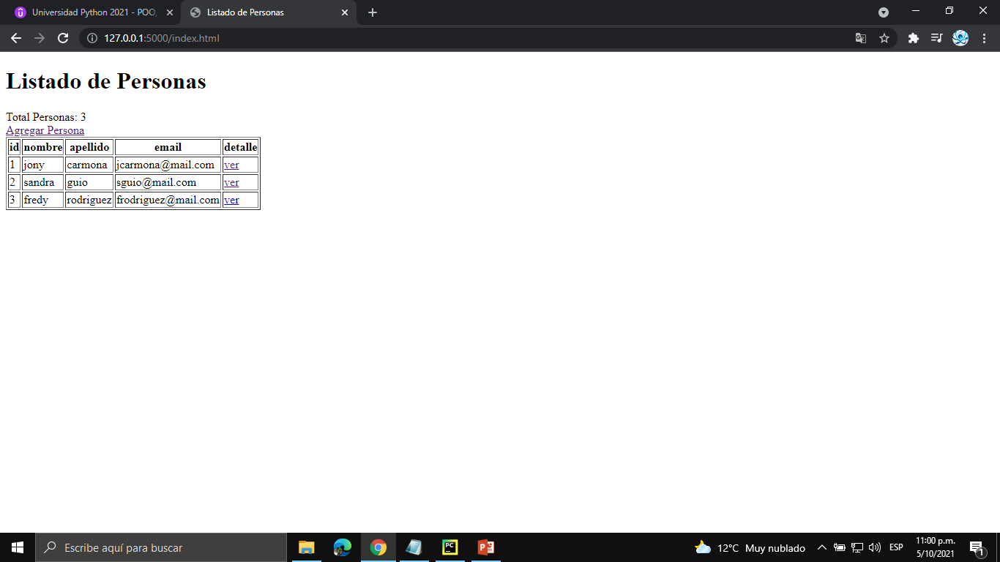 Universidad Python 2021 - POO,
Listado de Personas
127.0.0.1:5000/index.html
Listado de Personas
Total Personas: 3
Agregar Persona
id nombre apellido email detalle
1 jony carmona jcarmona@mail.com ver
2 sandra guio sguio@mail.com ver
3 fredy rodriguez frodriguez@mail.com ver
Escribe aquí para buscar
PC
12°C Muy nublado
ESP
11:00 p.m.
5/10/2021
1